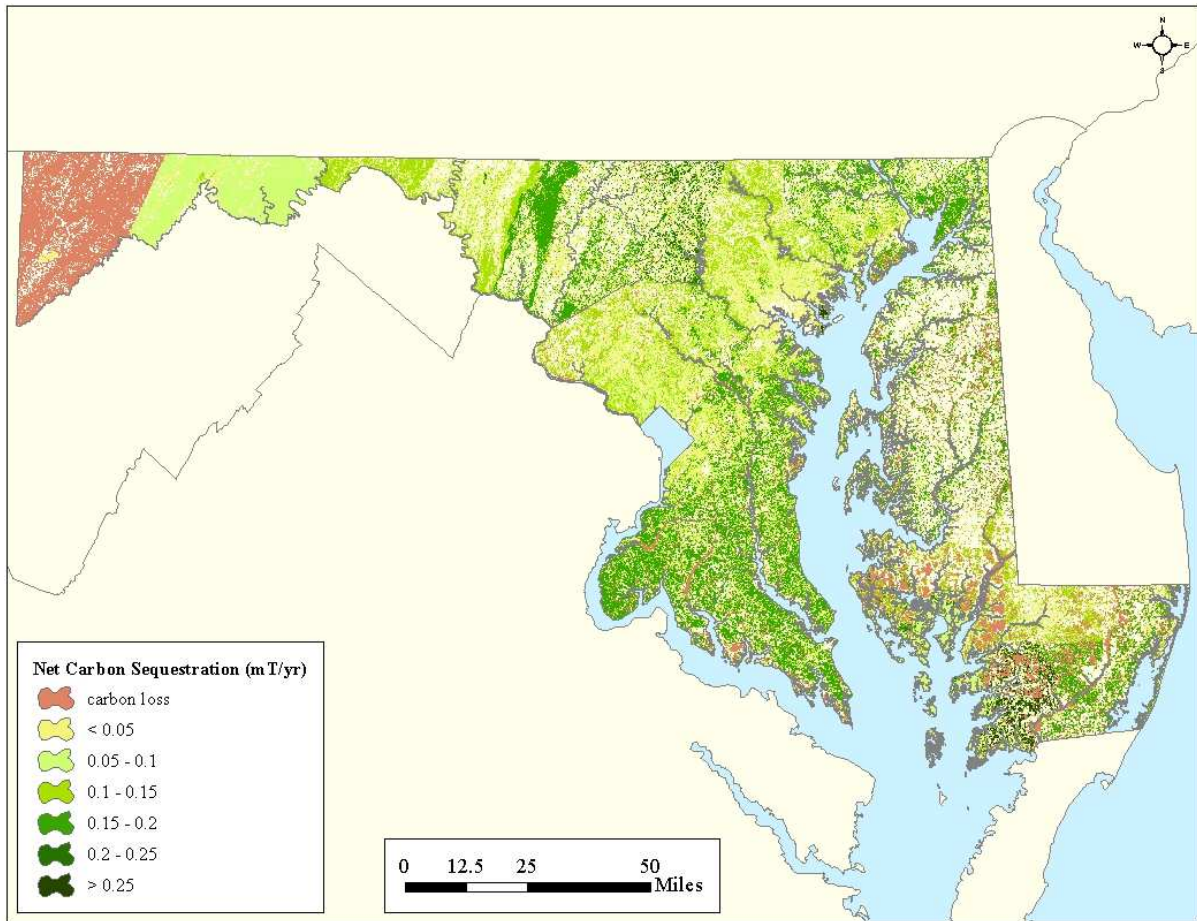 N
W E
S
Net Carbon Sequestration (mT/yr)
carbon loss
< 0.05
0.05 - 0.1
0.1 - 0.15
0.15 - 0.2
0.2 - 0.25
> 0.25
0 12.5 25 50
Miles